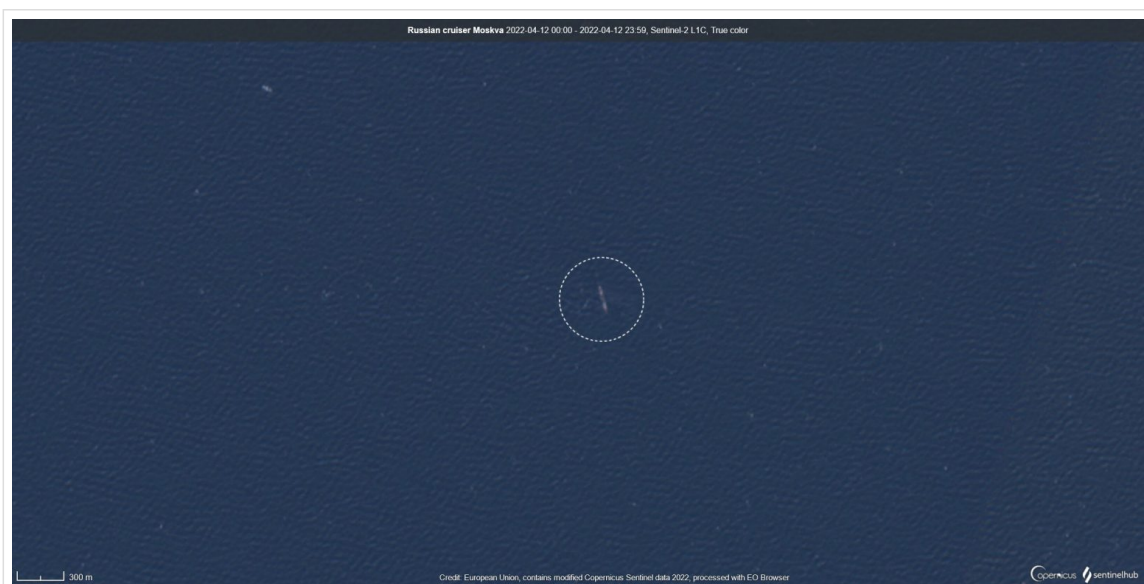 Russian cruiser Moskva 2022-04-12 00:00 - 2022-04-12 23:59, Sentinel-2 L1C, True color
300 m
Credit: European Union, contains modified Copernicus Sentinel data 2022, processed with EO Browser
opernicus sentinelhub